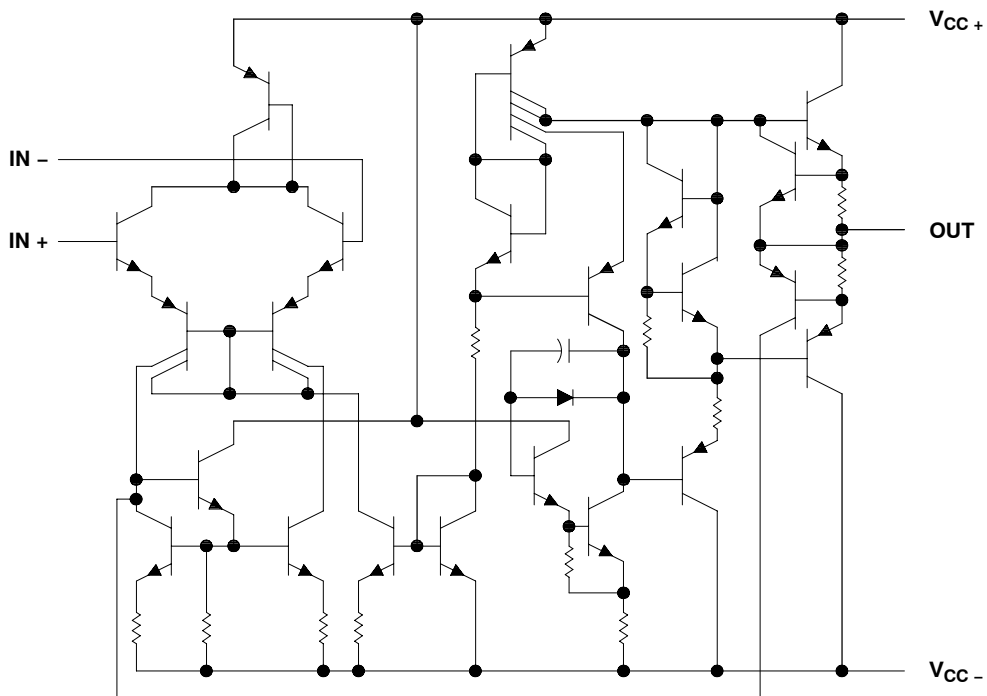 VCC +
IN −
IN +
OUT
VCC −